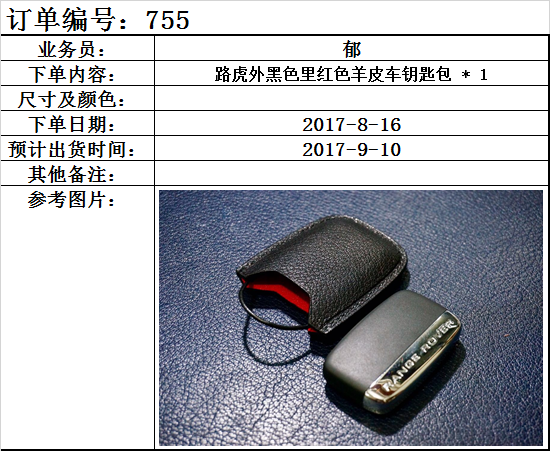 订单编号：755
业务员： 郁
下单内容： 路虎外黑色里红色羊皮车钥匙包 * 1
尺寸及颜色：
下单日期： 2017-8-16
预计出货时间： 2017-9-10
其他备注：
参考图片：
RANGE ROVER